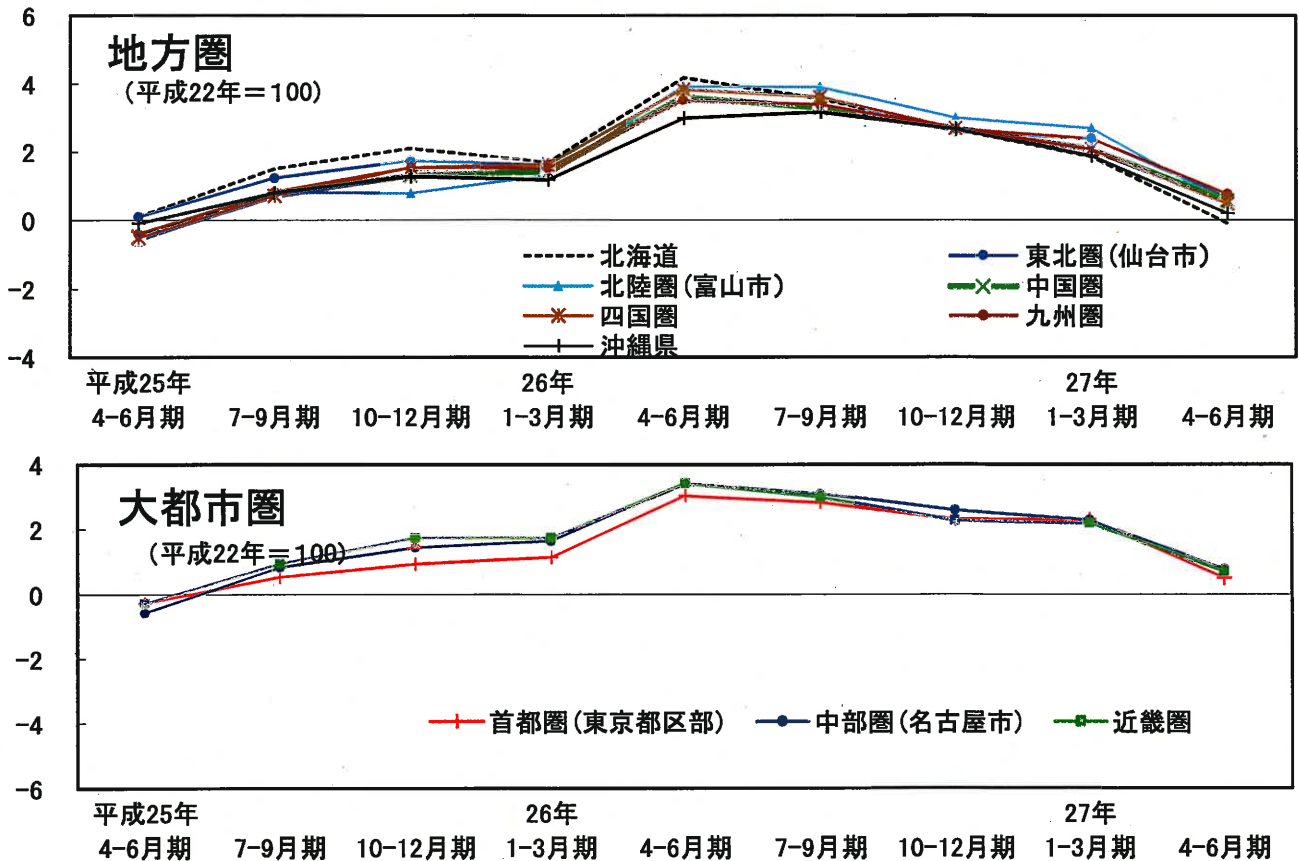 6
4
2
0
-2
-4
地方圏
(平成22年=100)
北海道 東北圏(仙台市)
北陸圏(富山市) 中国圏
四国圏 九州圏
沖縄県
平成25年 26年 27年
4-6月期 7-9月期 10-12月期 1-3月期 4-6月期 7-9月期 10-12月期 1-3月期 4-6月期
4
2
0
-2
-4
-6
大都市圏
(平成22年=100)
首都圏(東京都区部) 中部圏(名古屋市) 近畿圏
平成25年 26年 27年
4-6月期 7-9月期 10-12月期 1-3月期 4-6月期 7-9月期 10-12月期 1-3月期 4-6月期